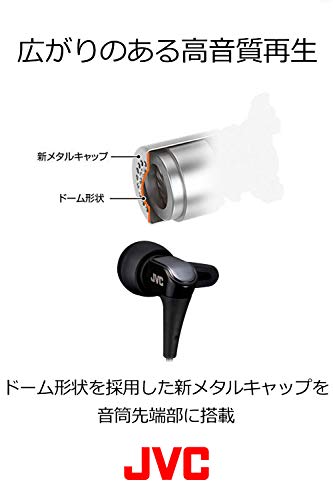 広がりのある高音質再生
新メタルキャップ
ドーム形状
JVC
ドーム形状を採用した新メタルキャップを
音筒先端部に搭載
JVC